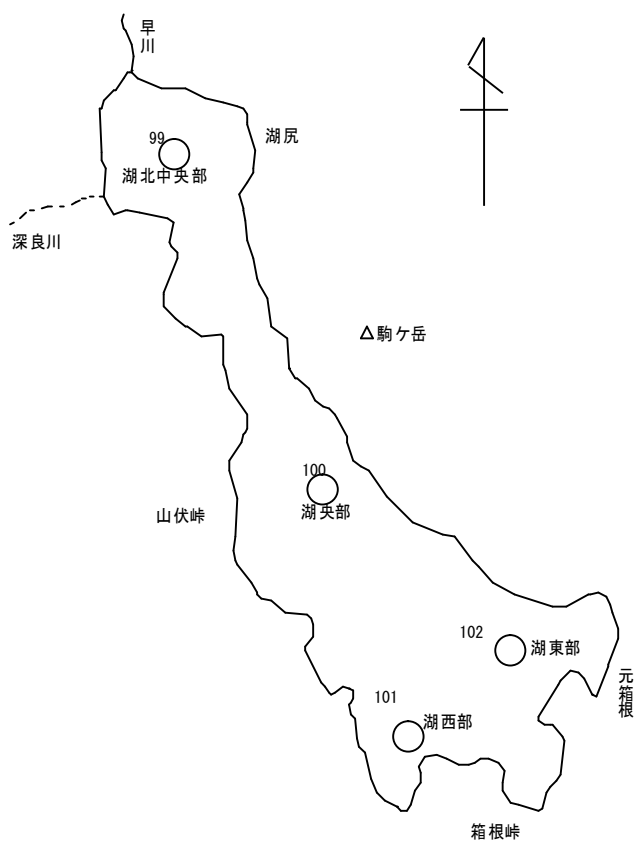 早川
99
湖尻
湖北中央部
深良川
駒ケ岳
100
湖央部
山伏峠
102
湖東部
元箱根
101
湖西部
箱根峠